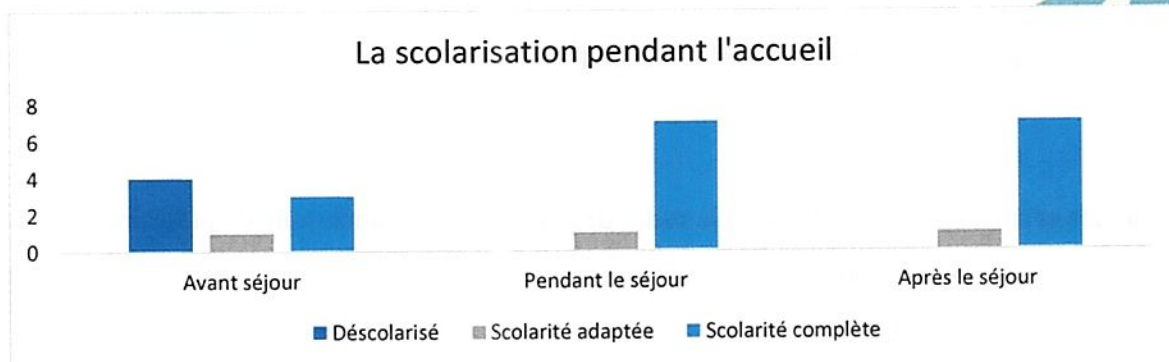 La scolarisation pendant l'accueil
8
6
4
2
0
Avant séjour
Pendant le séjour
Après le séjour
Déscolarisé
Scolarité adaptée
Scolarité complète